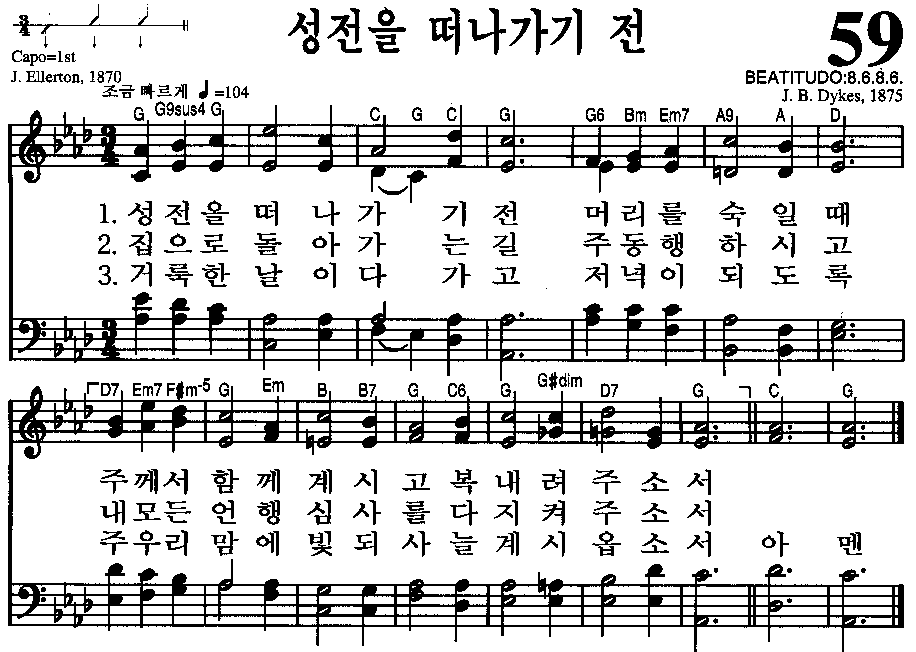 성전을 떠나가기 전
59
3/4
Capo=1st
J. Ellerton, 1870
BEATITUDO:8.6.8.6.
J. B. Dykes, 1875
조금 빠르게 ♩=104
G G9sus4 G C G C G G6 Bm Em7 A9 A D
1. 성 전 을 떠 나 가 기 전 머 리 를 숙 일 때
2. 집 으 로 돌 아 가 는 길 주 동 행 하 시 고
3. 거 룩 한 날 이 다 가 고 저 녁 이 되 도 록
D7 Em7 F#m-5 G Em B B7 G C6 G G#dim D7 G C G
주 께 서 함 께 계 시 고 복 내 려 주 소 서
내 모 든 언 행 심 사 를 다 지 켜 주 소 서
주 우 리 맘 에 빛 되 사 늘 계 시 옵 소 서 아 멘